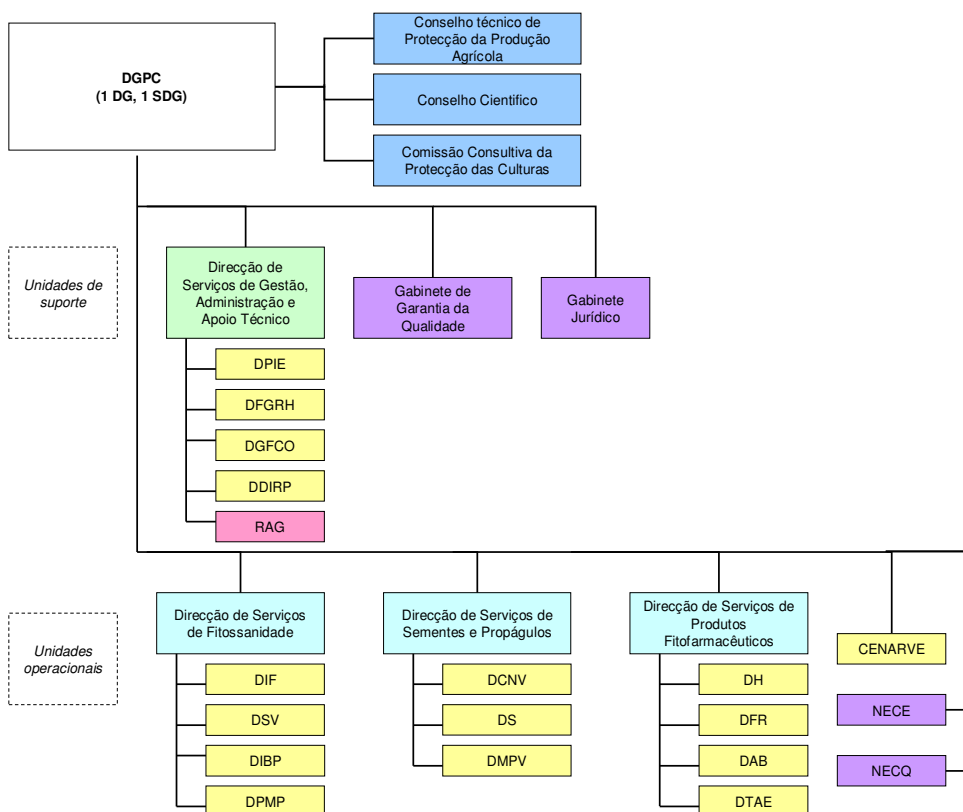 Conselho técnico de
Protecção da Produção
Agrícola
DGPC
(1 DG, 1 SDG)
Conselho Cientifico
Comissão Consultiva da
Protecção das Culturas
Unidades de
suporte
Direcção de
Serviços de Gestão,
Administração e
Apoio Técnico
Gabinete de
Garantia da
Qualidade
Gabinete
Jurídico
DPIE
DFGRH
DGFCO
DDIRP
RAG
Unidades
operacionais
Direcção de Serviços
de Fitossanidade
Direcção de Serviços de
Sementes e Propágulos
Direcção de Serviços de
Produtos
Fitofarmacêuticos
CENARVE
DIF
DCNV
DH
NECE
DSV
DS
DFR
DIBP
DMPV
DAB
NECQ
DPMP
DTAE